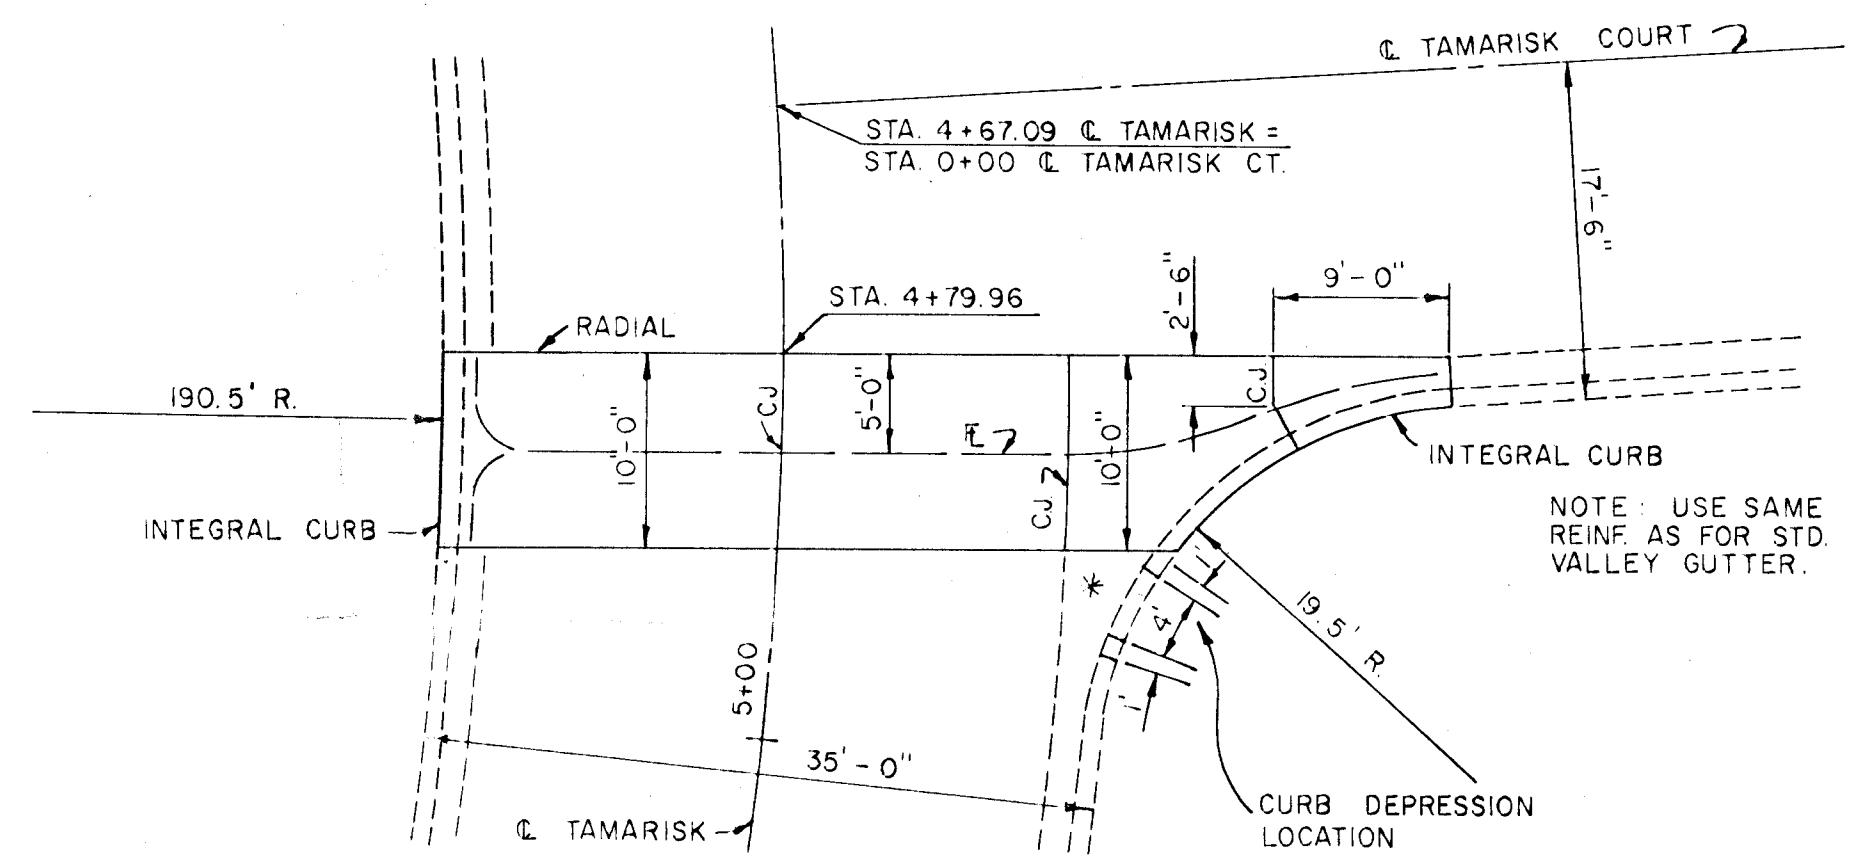 ℄ TAMARISK COURT
STA. 4+67.09 ℄ TAMARISK =
STA. 0+00 ℄ TAMARISK CT.
17'-6"
2'-6"
9'-0"
STA. 4+79.96
RADIAL
190.5' R.
CJ
5'-0"
C.J.
10'-0"
10'-0"
FL
C.J.
INTEGRAL CURB
INTEGRAL CURB
NOTE: USE SAME
REINF. AS FOR STD.
VALLEY GUTTER.
*
1'
4'
1'
19.5' R.
5+00
35'-0"
℄ TAMARISK
CURB DEPRESSION
LOCATION